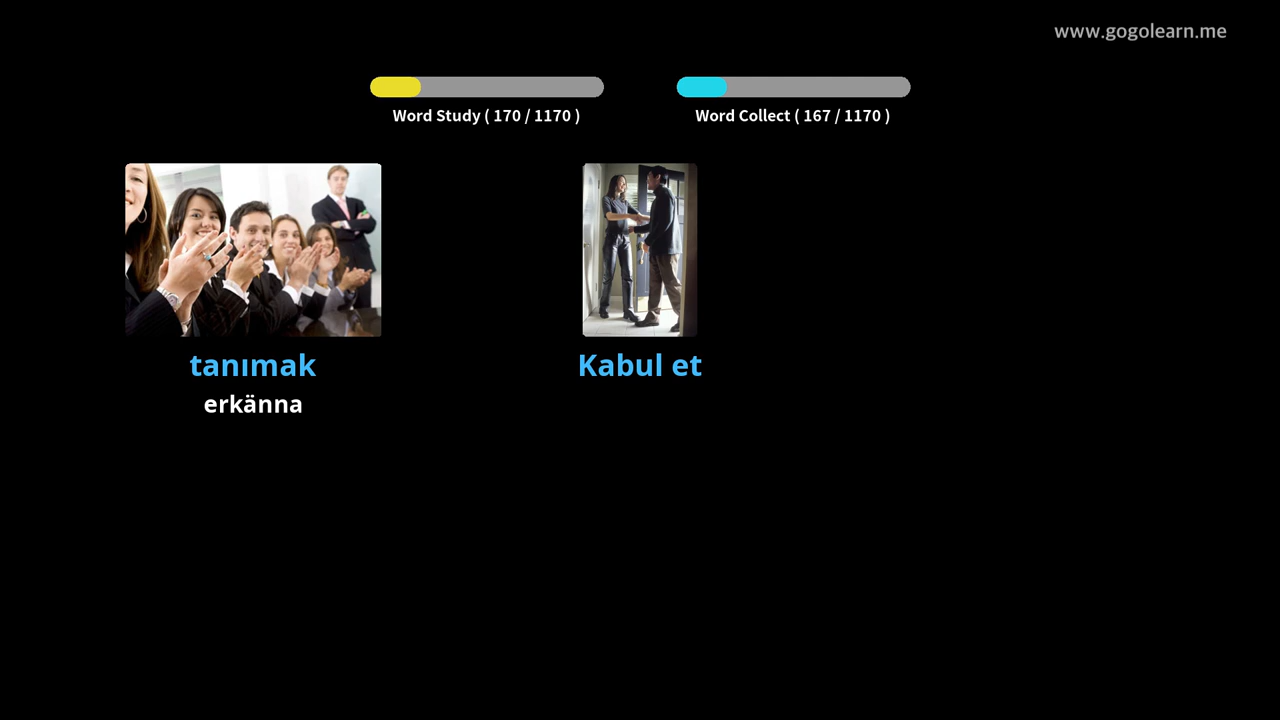 www.gogolearn.me
Word Study ( 170 / 1170 )
Word Collect ( 167 / 1170 )
tanımak
erkänna
Kabul et